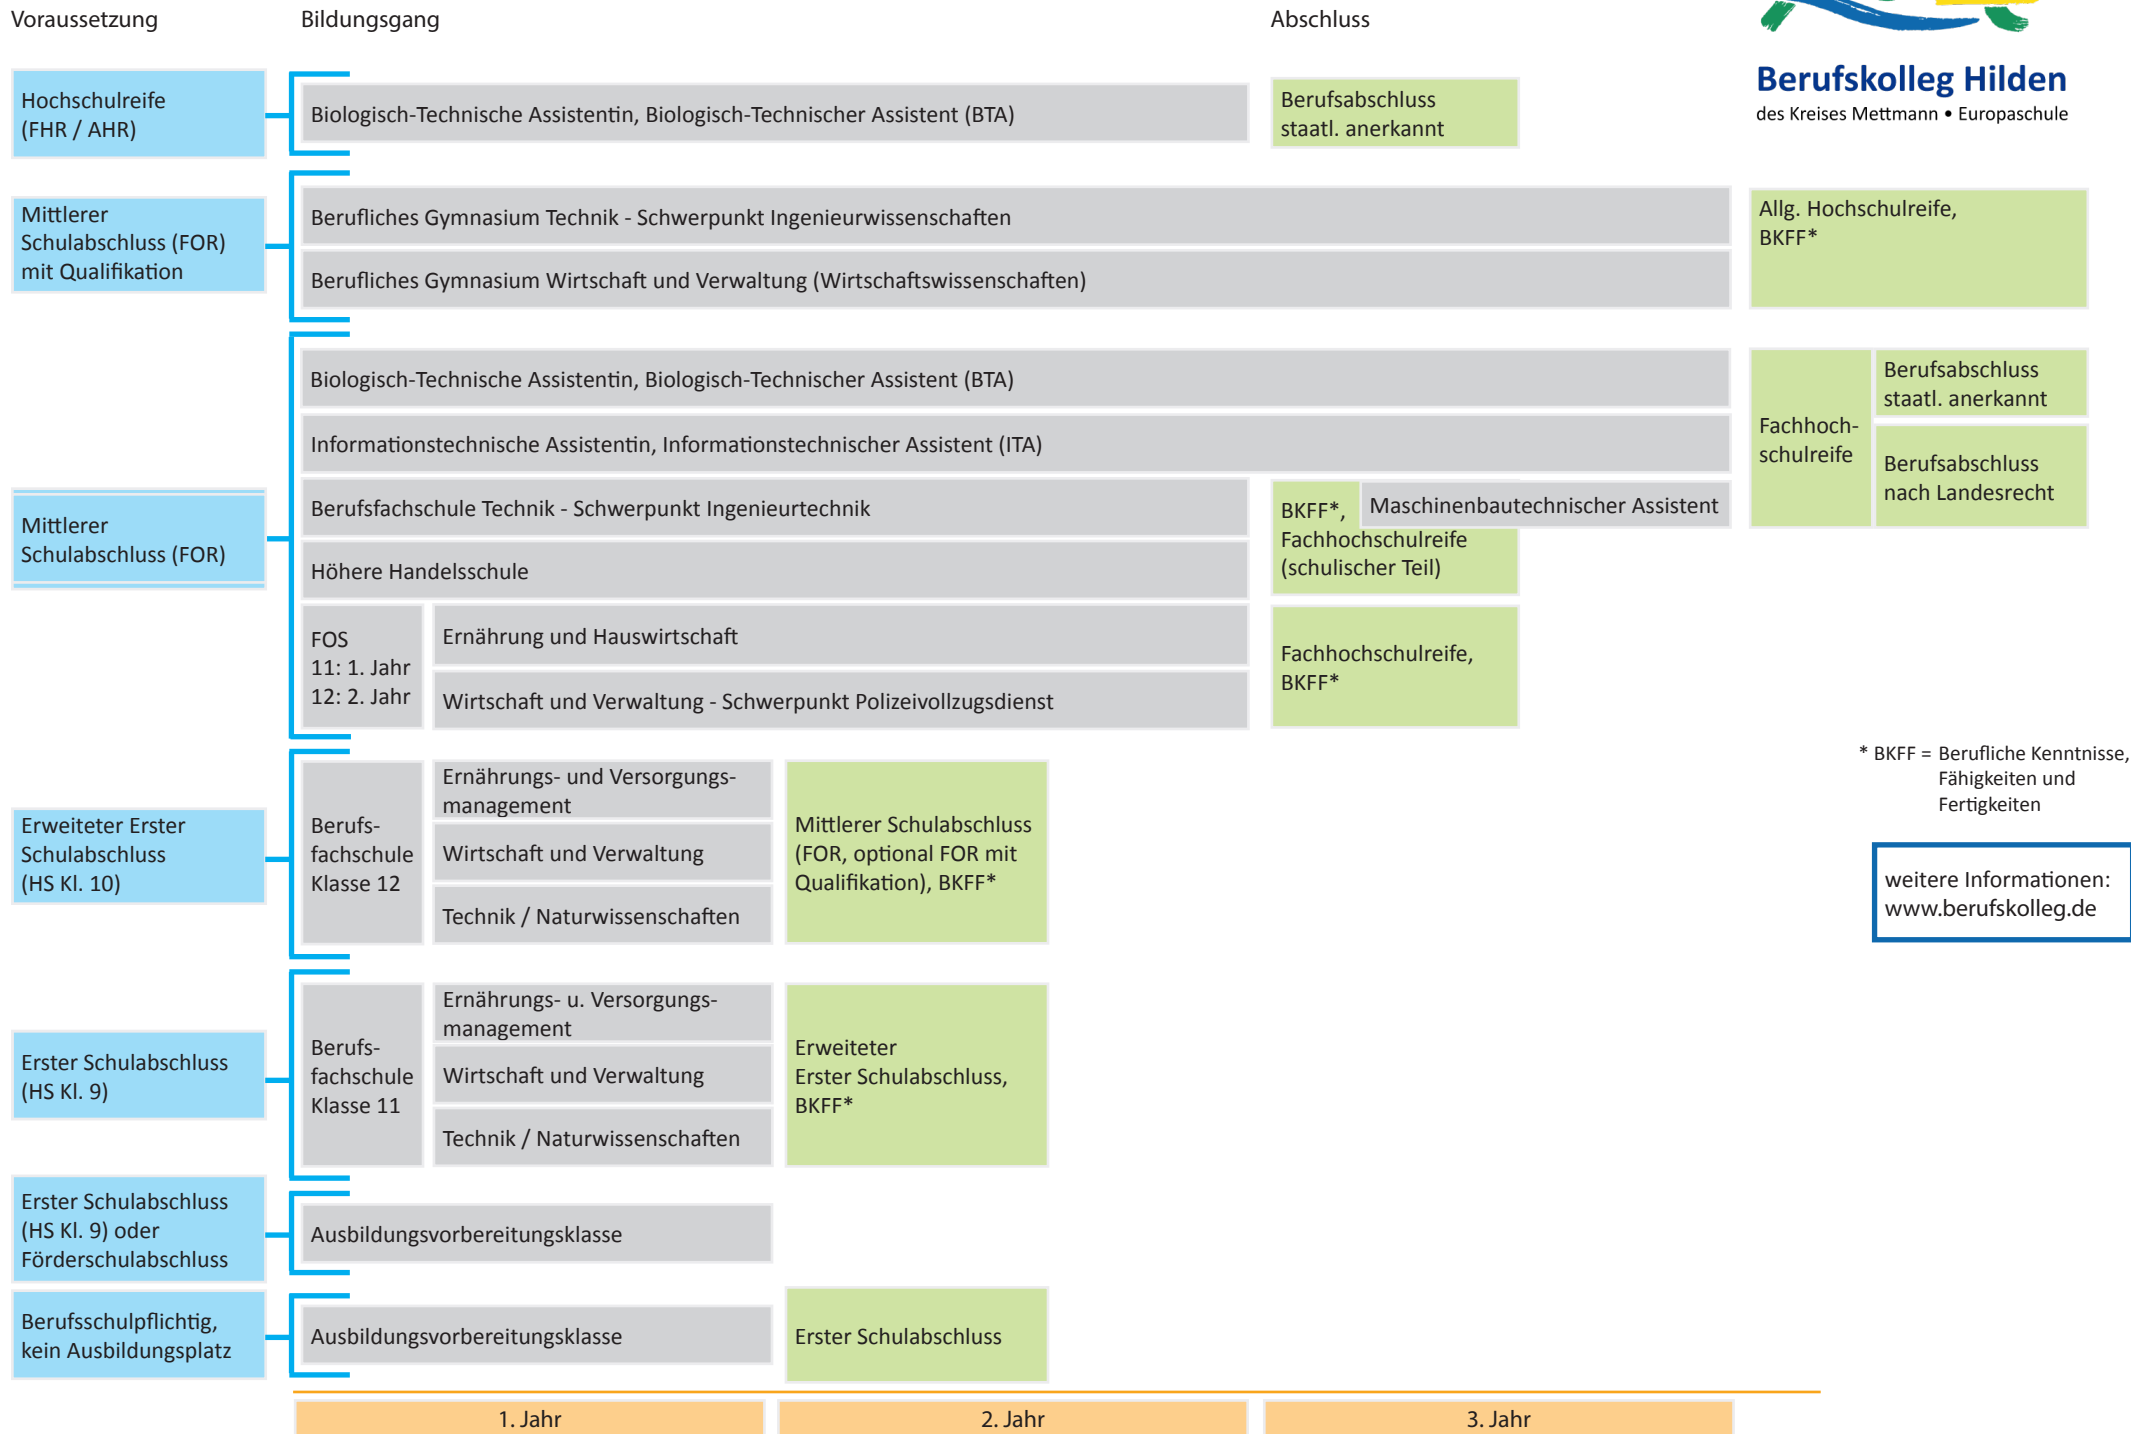 Voraussetzung
Bildungsgang
Abschluss
Berufskolleg Hilden
des Kreises Mettmann • Europaschule
Hochschulreife
(FHR / AHR)
Biologisch-Technische Assistentin, Biologisch-Technischer Assistent (BTA)
Berufsabschluss
staatl. anerkannt
Mittlerer
Schulabschluss (FOR)
mit Qualifikation
Berufliches Gymnasium Technik - Schwerpunkt Ingenieurwissenschaften
Berufliches Gymnasium Wirtschaft und Verwaltung (Wirtschaftswissenschaften)
Allg. Hochschulreife,
BKFF*
Mittlerer
Schulabschluss (FOR)
Biologisch-Technische Assistentin, Biologisch-Technischer Assistent (BTA)
Informationstechnische Assistentin, Informationstechnischer Assistent (ITA)
Fachhoch-
schulreife
Berufsabschluss
staatl. anerkannt
Berufsabschluss
nach Landesrecht
Berufsfachschule Technik - Schwerpunkt Ingenieurtechnik
Höhere Handelsschule
BKFF*,
Fachhochschulreife
(schulischer Teil)
Maschinenbautechnischer Assistent
FOS
11: 1. Jahr
12: 2. Jahr
Ernährung und Hauswirtschaft
Wirtschaft und Verwaltung - Schwerpunkt Polizeivollzugsdienst
Fachhochschulreife,
BKFF*
* BKFF = Berufliche Kenntnisse,
Fähigkeiten und
Fertigkeiten
Erweiteter Erster
Schulabschluss
(HS Kl. 10)
Berufs-
fachschule
Klasse 12
Ernährungs- und Versorgungs-
management
Wirtschaft und Verwaltung
Technik / Naturwissenschaften
Mittlerer Schulabschluss
(FOR, optional FOR mit
Qualifikation), BKFF*
weitere Informationen:
www.berufskolleg.de
Erster Schulabschluss
(HS Kl. 9)
Berufs-
fachschule
Klasse 11
Ernährungs- u. Versorgungs-
management
Wirtschaft und Verwaltung
Technik / Naturwissenschaften
Erweiteter
Erster Schulabschluss,
BKFF*
Erster Schulabschluss
(HS Kl. 9) oder
Förderschulabschluss
Ausbildungsvorbereitungsklasse
Berufsschulpflichtig,
kein Ausbildungsplatz
Ausbildungsvorbereitungsklasse
Erster Schulabschluss
1. Jahr
2. Jahr
3. Jahr